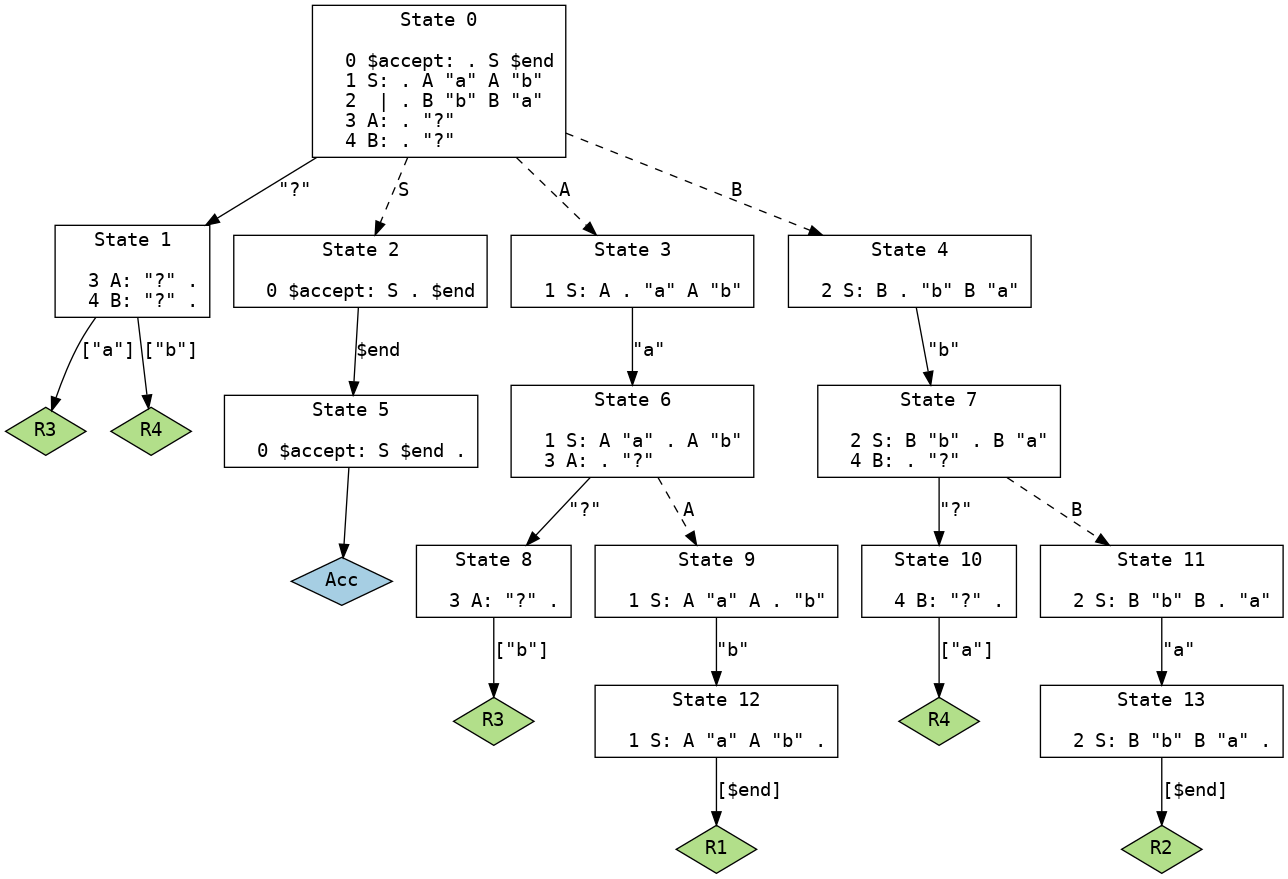 State 0
0 $accept: . S $end
1 S: . A "a" A "b"
2 | . B "b" B "a"
3 A: . "?"
4 B: . "?"
"?"
S
A
B
State 1
3 A: "?" .
4 B: "?" .
State 2
0 $accept: S . $end
State 3
1 S: A . "a" A "b"
State 4
2 S: B . "b" B "a"
["a"]
["b"]
$end
"a"
"b"
R3
R4
State 5
0 $accept: S $end .
State 6
1 S: A "a" . A "b"
3 A: . "?"
State 7
2 S: B "b" . B "a"
4 B: . "?"
"?"
A
"?"
B
Acc
State 8
3 A: "?" .
State 9
1 S: A "a" A . "b"
State 10
4 B: "?" .
State 11
2 S: B "b" B . "a"
["b"]
"b"
["a"]
"a"
R3
State 12
1 S: A "a" A "b" .
R4
State 13
2 S: B "b" B "a" .
[$end]
[$end]
R1
R2